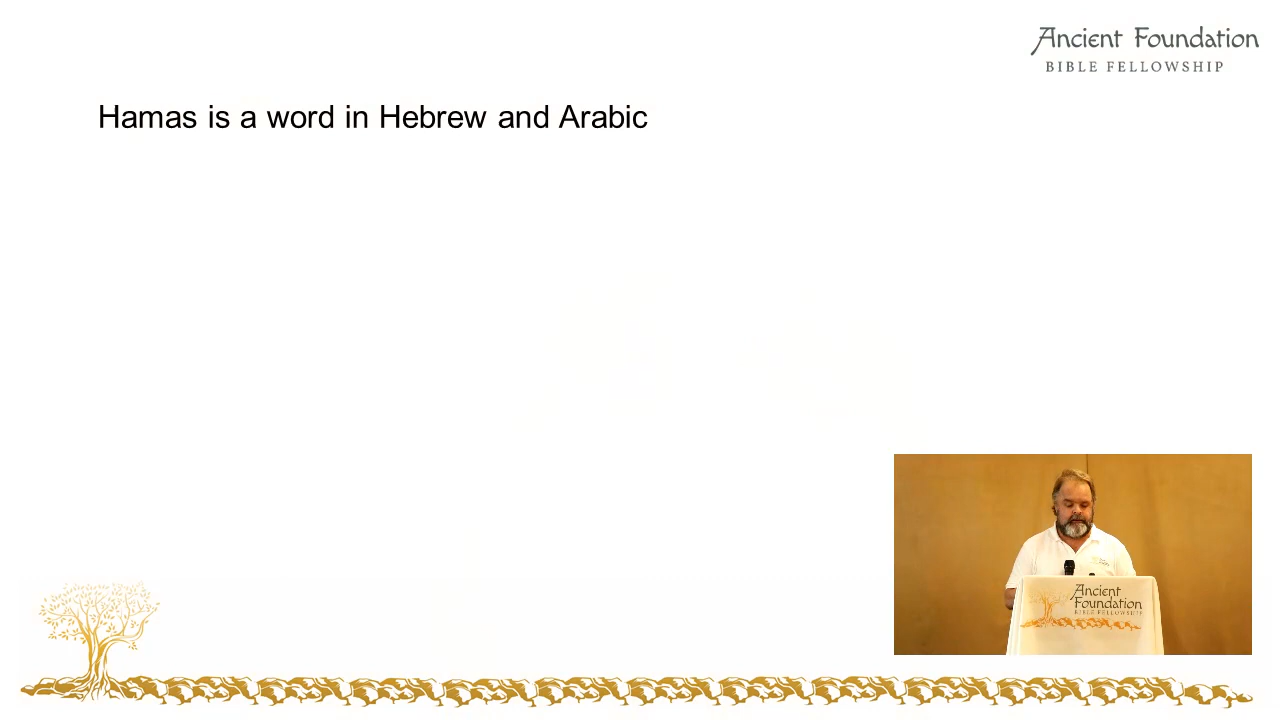 Ancient Foundation
BIBLE FELLOWSHIP
Hamas is a word in Hebrew and Arabic
Ancient
Foundation
BIBLE FELLOWSHIP